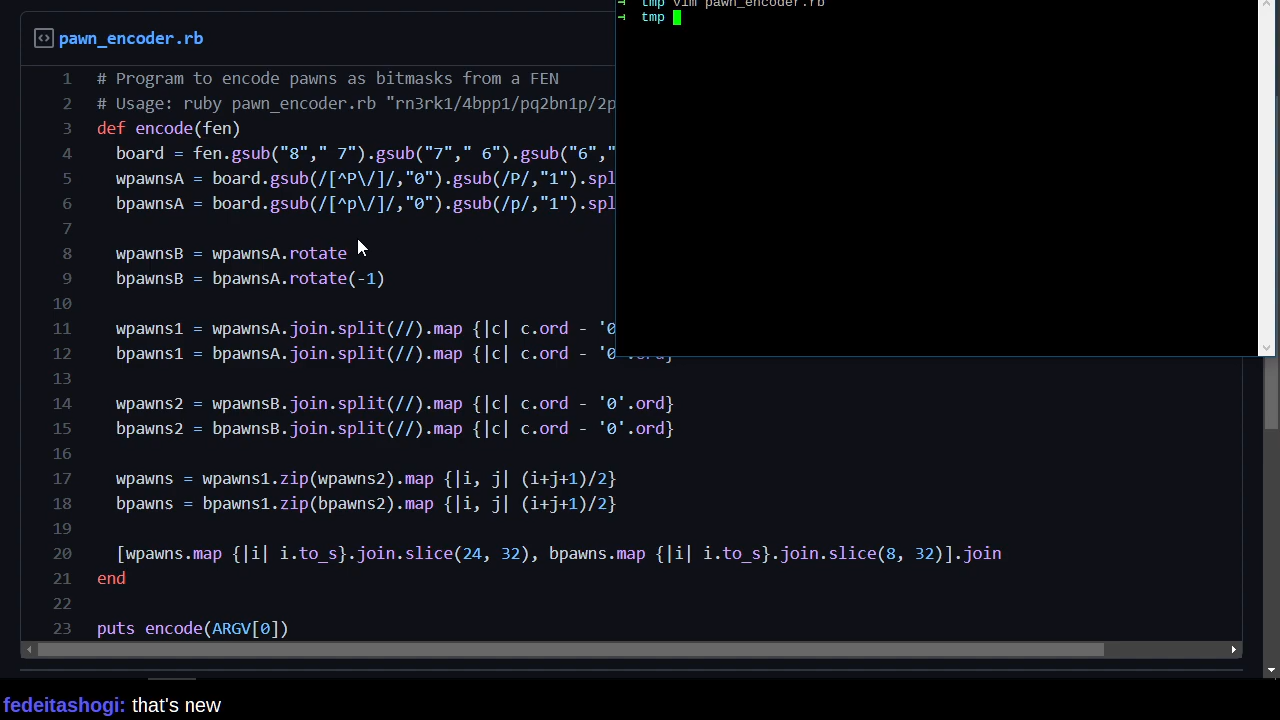 tmp vim pawn_encoder.rb
tmp
pawn_encoder.rb
1 # Program to encode pawns as bitmasks from a FEN
2 # Usage: ruby pawn_encoder.rb "rn3rk1/4bpp1/pq2bn1p/2p
3 def encode(fen)
4 board = fen.gsub("8"," 7").gsub("7"," 6").gsub("6","
5 wpawnsA = board.gsub(/[^P\/]/,"0").gsub(/P/,"1").spl
6 bpawnsA = board.gsub(/[^p\/]/,"0").gsub(/p/,"1").spl
7
8 wpawnsB = wpawnsA.rotate
9 bpawnsB = bpawnsA.rotate(-1)
10
11 wpawns1 = wpawnsA.join.split(//).map {|c| c.ord - '0
12 bpawns1 = bpawnsA.join.split(//).map {|c| c.ord - '0'.ord}
13
14 wpawns2 = wpawnsB.join.split(//).map {|c| c.ord - '0'.ord}
15 bpawns2 = bpawnsB.join.split(//).map {|c| c.ord - '0'.ord}
16
17 wpawns = wpawns1.zip(wpawns2).map {|i, j| (i+j+1)/2}
18 bpawns = bpawns1.zip(bpawns2).map {|i, j| (i+j+1)/2}
19
20 [wpawns.map {|i| i.to_s}.join.slice(24, 32), bpawns.map {|i| i.to_s}.join.slice(8, 32)].join
21 end
22
23 puts encode(ARGV[0])
fedeitashogi: that's new